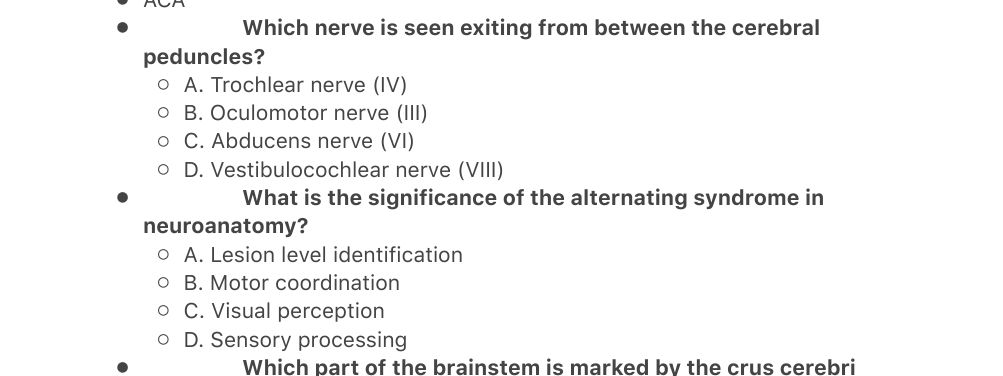 ● ACA
● Which nerve is seen exiting from between the cerebral
peduncles?
○ A. Trochlear nerve (IV)
○ B. Oculomotor nerve (III)
○ C. Abducens nerve (VI)
○ D. Vestibulocochlear nerve (VIII)
● What is the significance of the alternating syndrome in
neuroanatomy?
○ A. Lesion level identification
○ B. Motor coordination
○ C. Visual perception
○ D. Sensory processing
● Which part of the brainstem is marked by the crus cerebri